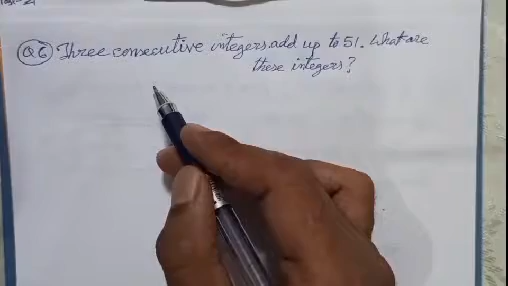 Q6 Three consecutive integers add up to 51. What are
these integers?